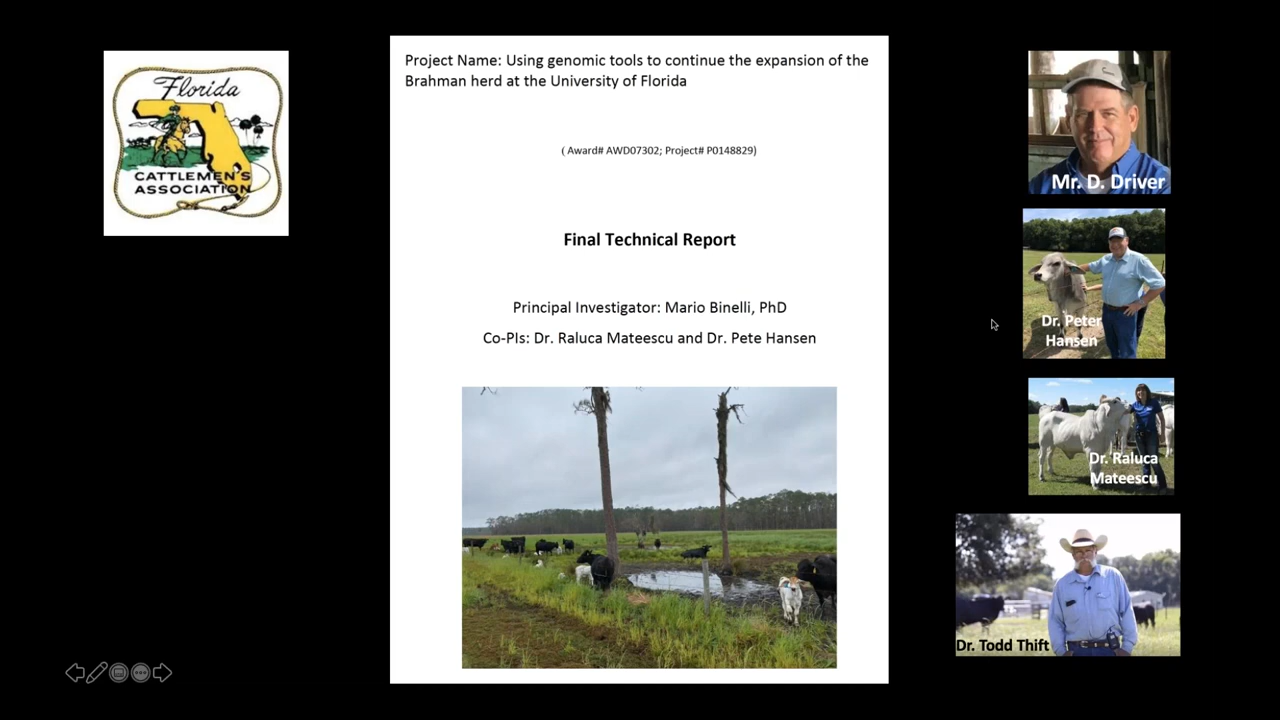 Florida
CATTLEMEN'S
ASSOCIATION
Project Name: Using genomic tools to continue the expansion of the
Brahman herd at the University of Florida
( Award# AWD07302; Project# P0148829)
Final Technical Report
Principal Investigator: Mario Binelli, PhD
Co-PIs: Dr. Raluca Mateescu and Dr. Pete Hansen
Mr. D. Driver
Dr. Peter
Hansen
Dr. Raluca
Mateescu
Dr. Todd Thift